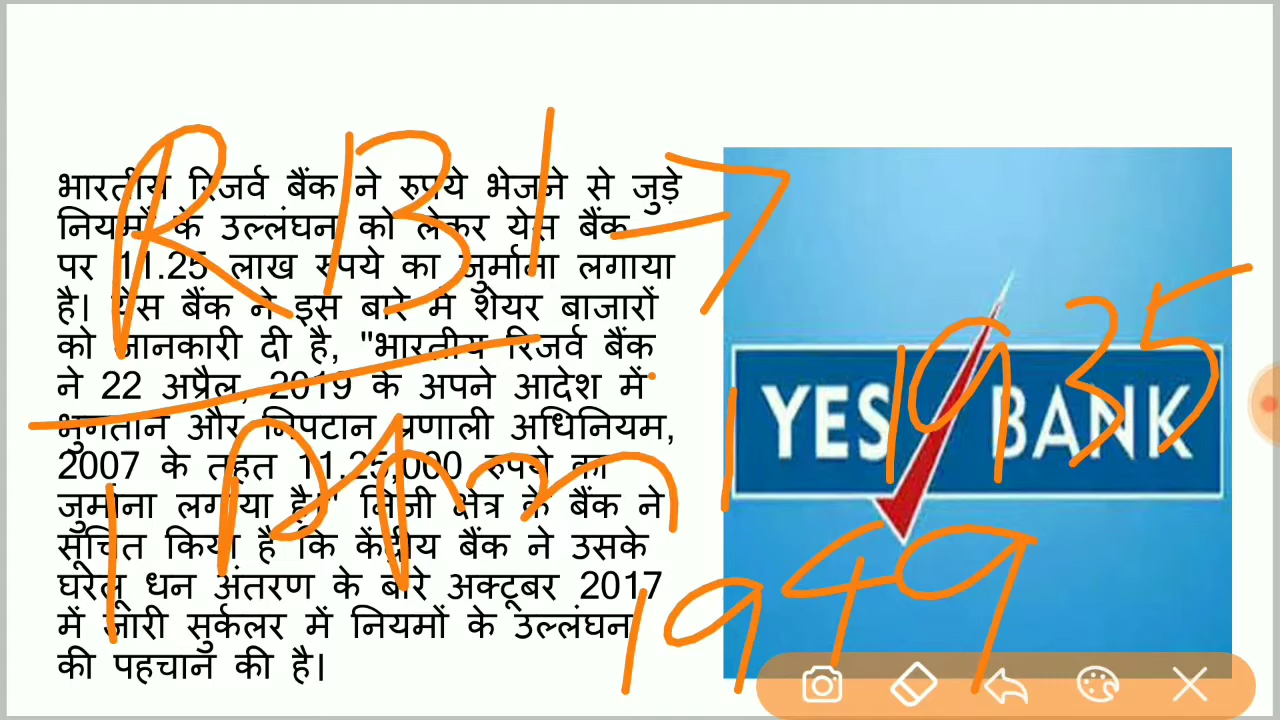 भारतीय रिजर्व बैंक ने रुपये भेजने से जुड़े
नियमों के उल्लंघन को लेकर येस बैंक
पर 11.25 लाख रुपये का जुर्माना लगाया
है। येस बैंक ने इस बारे में शेयर बाजारों
को जानकारी दी है, "भारतीय रिजर्व बैंक
ने 22 अप्रैल, 2019 के अपने आदेश में
भुगतान और निपटान प्रणाली अधिनियम,
2007 के तहत 11.25,000 रुपये का
जुर्माना लगाया है।" निजी क्षेत्र के बैंक ने
सूचित किया है कि केंद्रीय बैंक ने उसके
घरेलू धन अंतरण के बारे अक्टूबर 2017
में जारी सुर्कलर में नियमों के उल्लंघन
की पहचान की है।
RBI
YES BANK
1935
1949